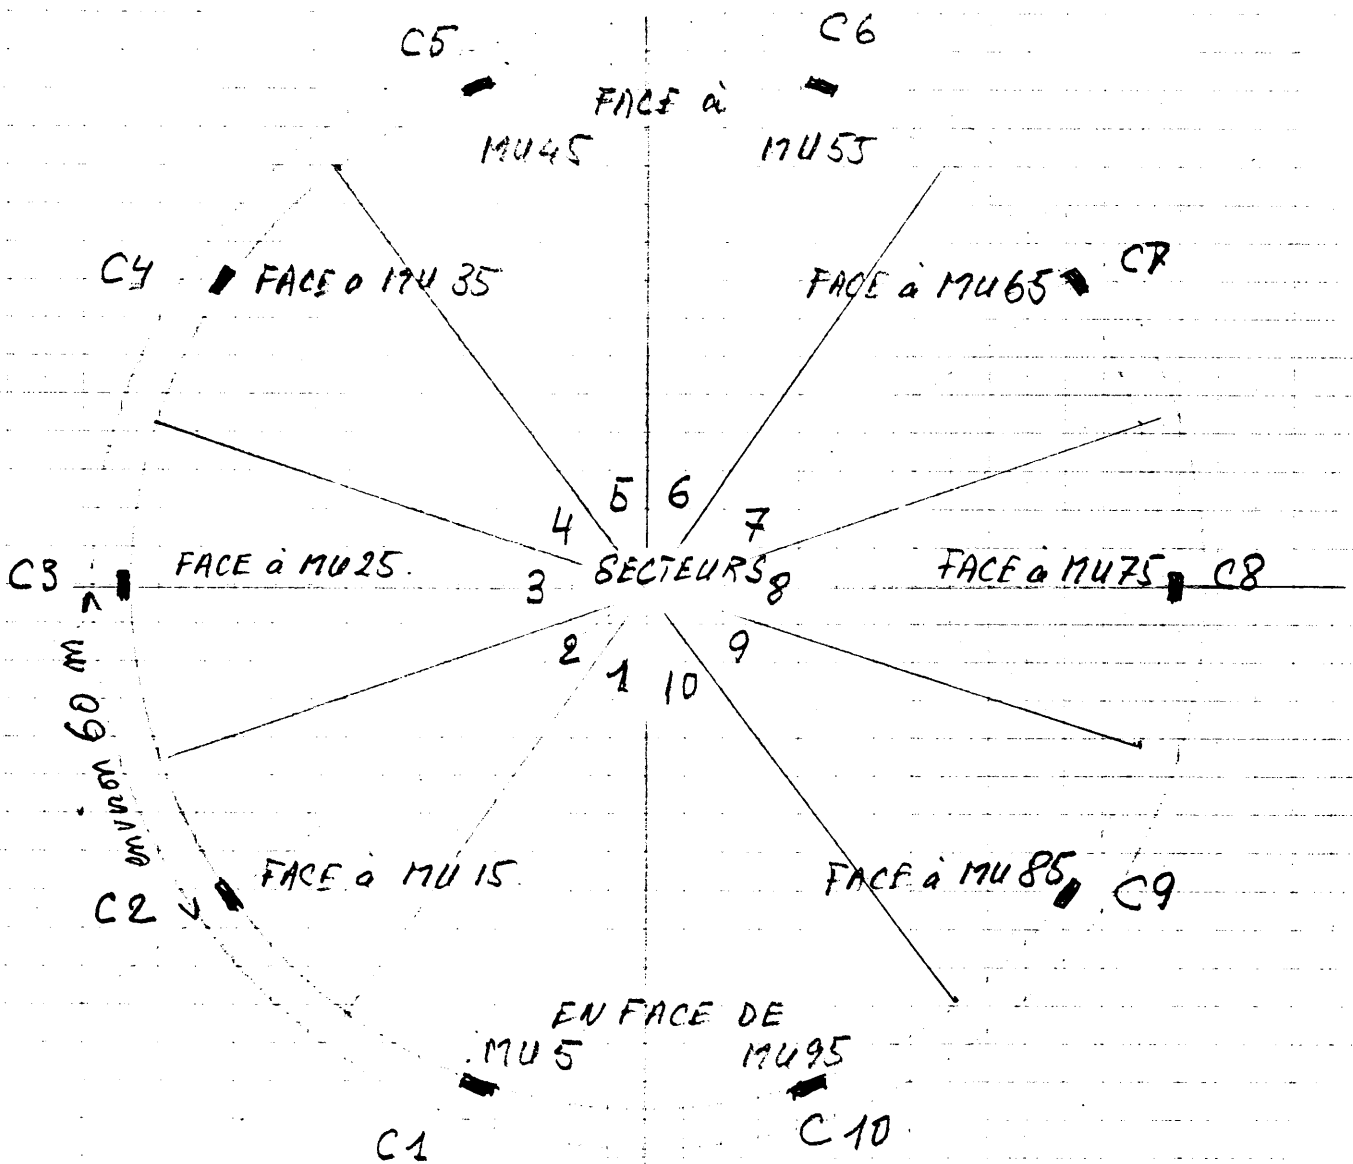 C5
C6
FACE à
MU45
MU55
C4
FACE à MU 35
FACE à MU65
C7
5
6
4
7
C3
FACE à MU25.
3
SECTEURS
8
FACE à MU75
C8
2
1
10
9
environ 60 m
C2
FACE à MU 15
FACE à MU 85
C9
EN FACE DE
MU 5
MU95
C1
C10